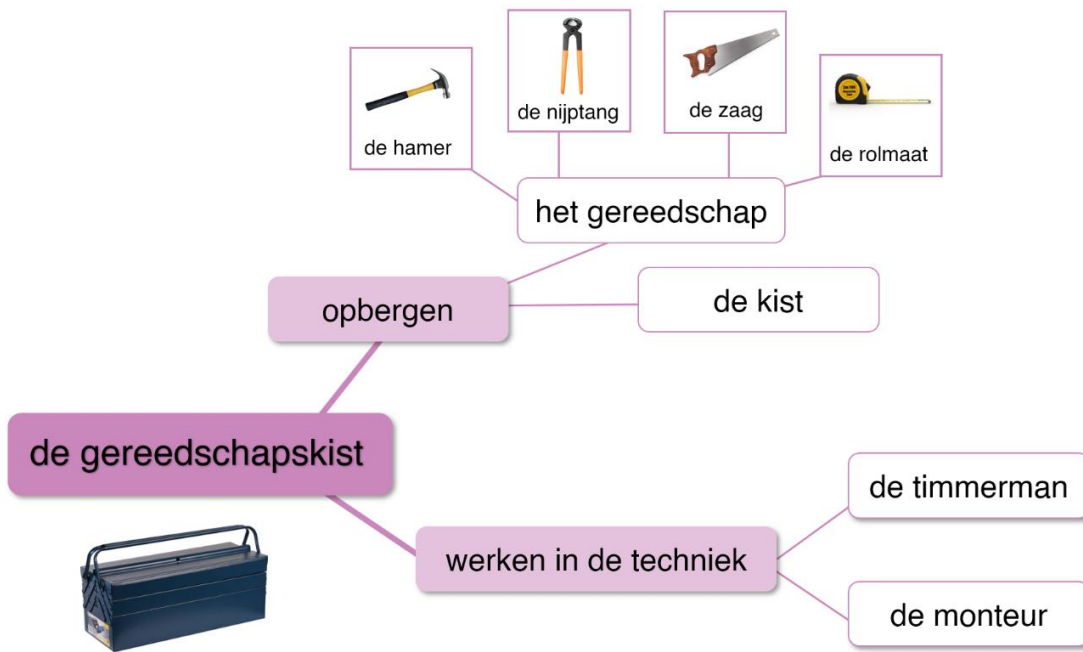 de hamer
de nijptang
de zaag
de rolmaat
het gereedschap
opbergen
de kist
de gereedschapskist
de timmerman
werken in de techniek
de monteur